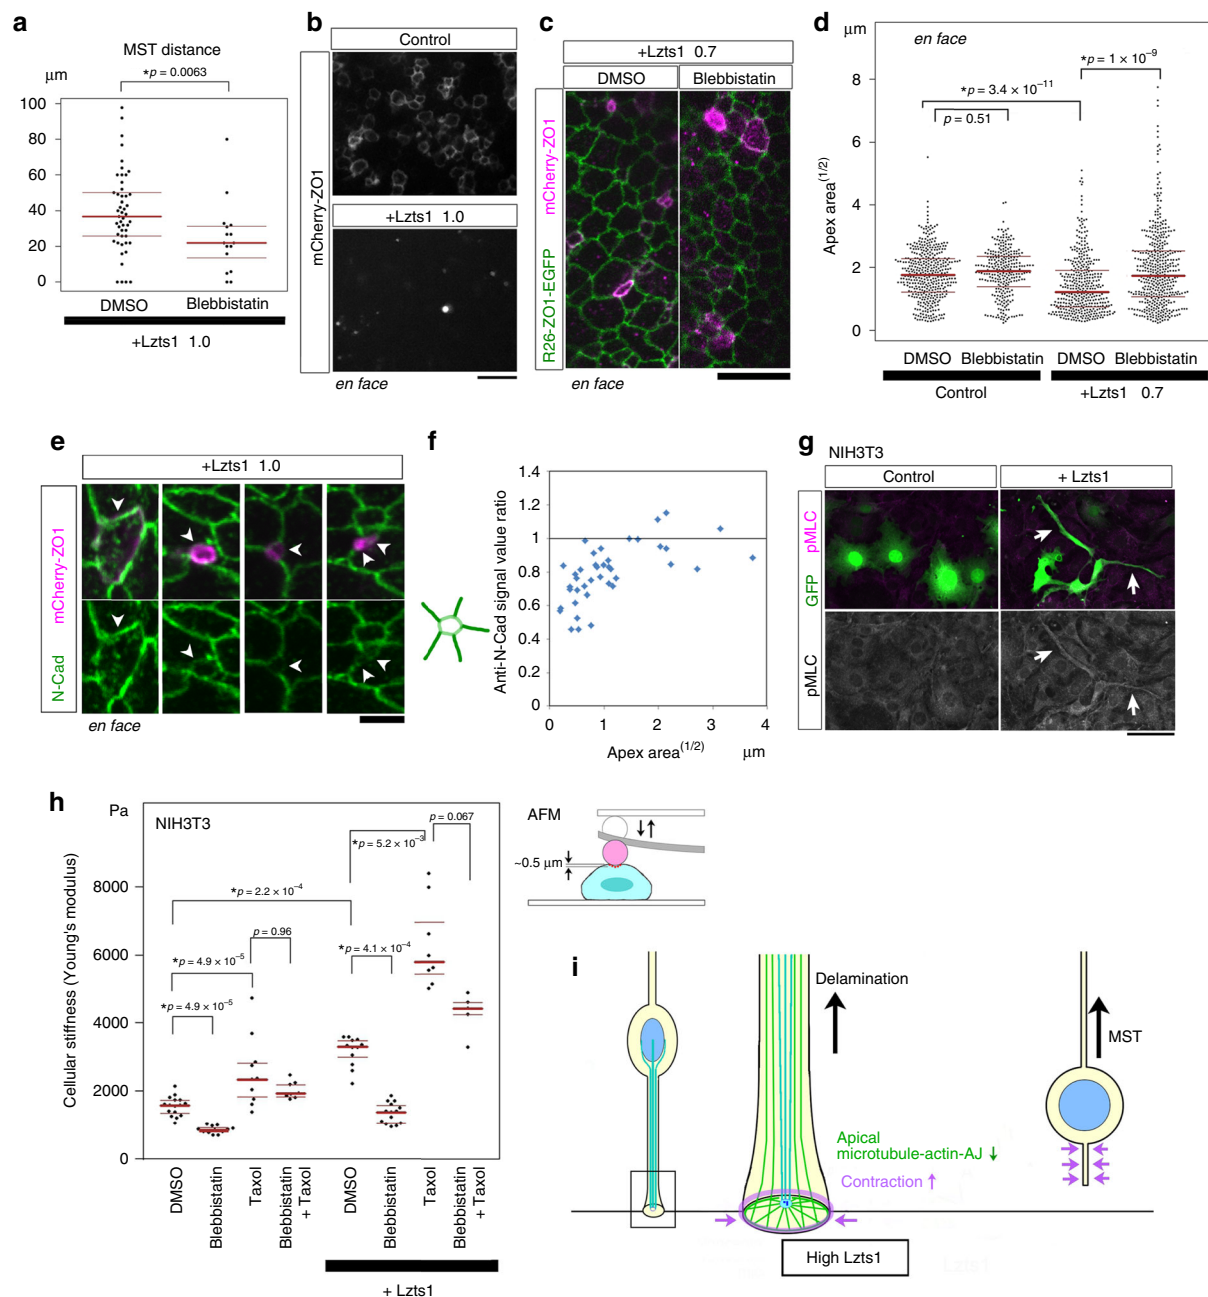 a
MST distance
μm
*p = 0.0063
100
80
60
40
20
0
DMSO
Blebbistatin
+Lzts1 1.0
b
Control
mCherry-ZO1
+Lzts1 1.0
en face
c
+Lzts1 0.7
DMSO
Blebbistatin
R26-ZO1-EGFP mCherry-ZO1
en face
d
μm
en face
*p = 1 × 10⁻⁹
*p = 3.4 × 10⁻¹¹
p = 0.51
Apex area(1/2)
8
6
4
2
0
DMSO Blebbistatin DMSO Blebbistatin
Control
+Lzts1 0.7
e
+Lzts1 1.0
N-Cad mCherry-ZO1
en face
f
Anti-N-Cad signal value ratio
1.4
1.2
1
0.8
0.6
0.4
0.2
0
0 1 2 3 4
Apex area(1/2) μm
g
NIH3T3
Control
+ Lzts1
GFP pMLC
pMLC
h
Pa
NIH3T3
Cellular stiffness (Young's modulus)
8000
6000
4000
2000
0
*p = 4.9 × 10⁻⁵
*p = 4.9 × 10⁻⁵
p = 0.96
*p = 2.2 × 10⁻⁴
*p = 4.1 × 10⁻⁴
*p = 5.2 × 10⁻³
p = 0.067
DMSO
Blebbistatin
Taxol
Blebbistatin
+ Taxol
DMSO
Blebbistatin
Taxol
Blebbistatin
+ Taxol
+ Lzts1
AFM
~0.5 μm
i
Delamination
MST
Apical
microtubule-actin-AJ ↓
Contraction ↑
High Lzts1